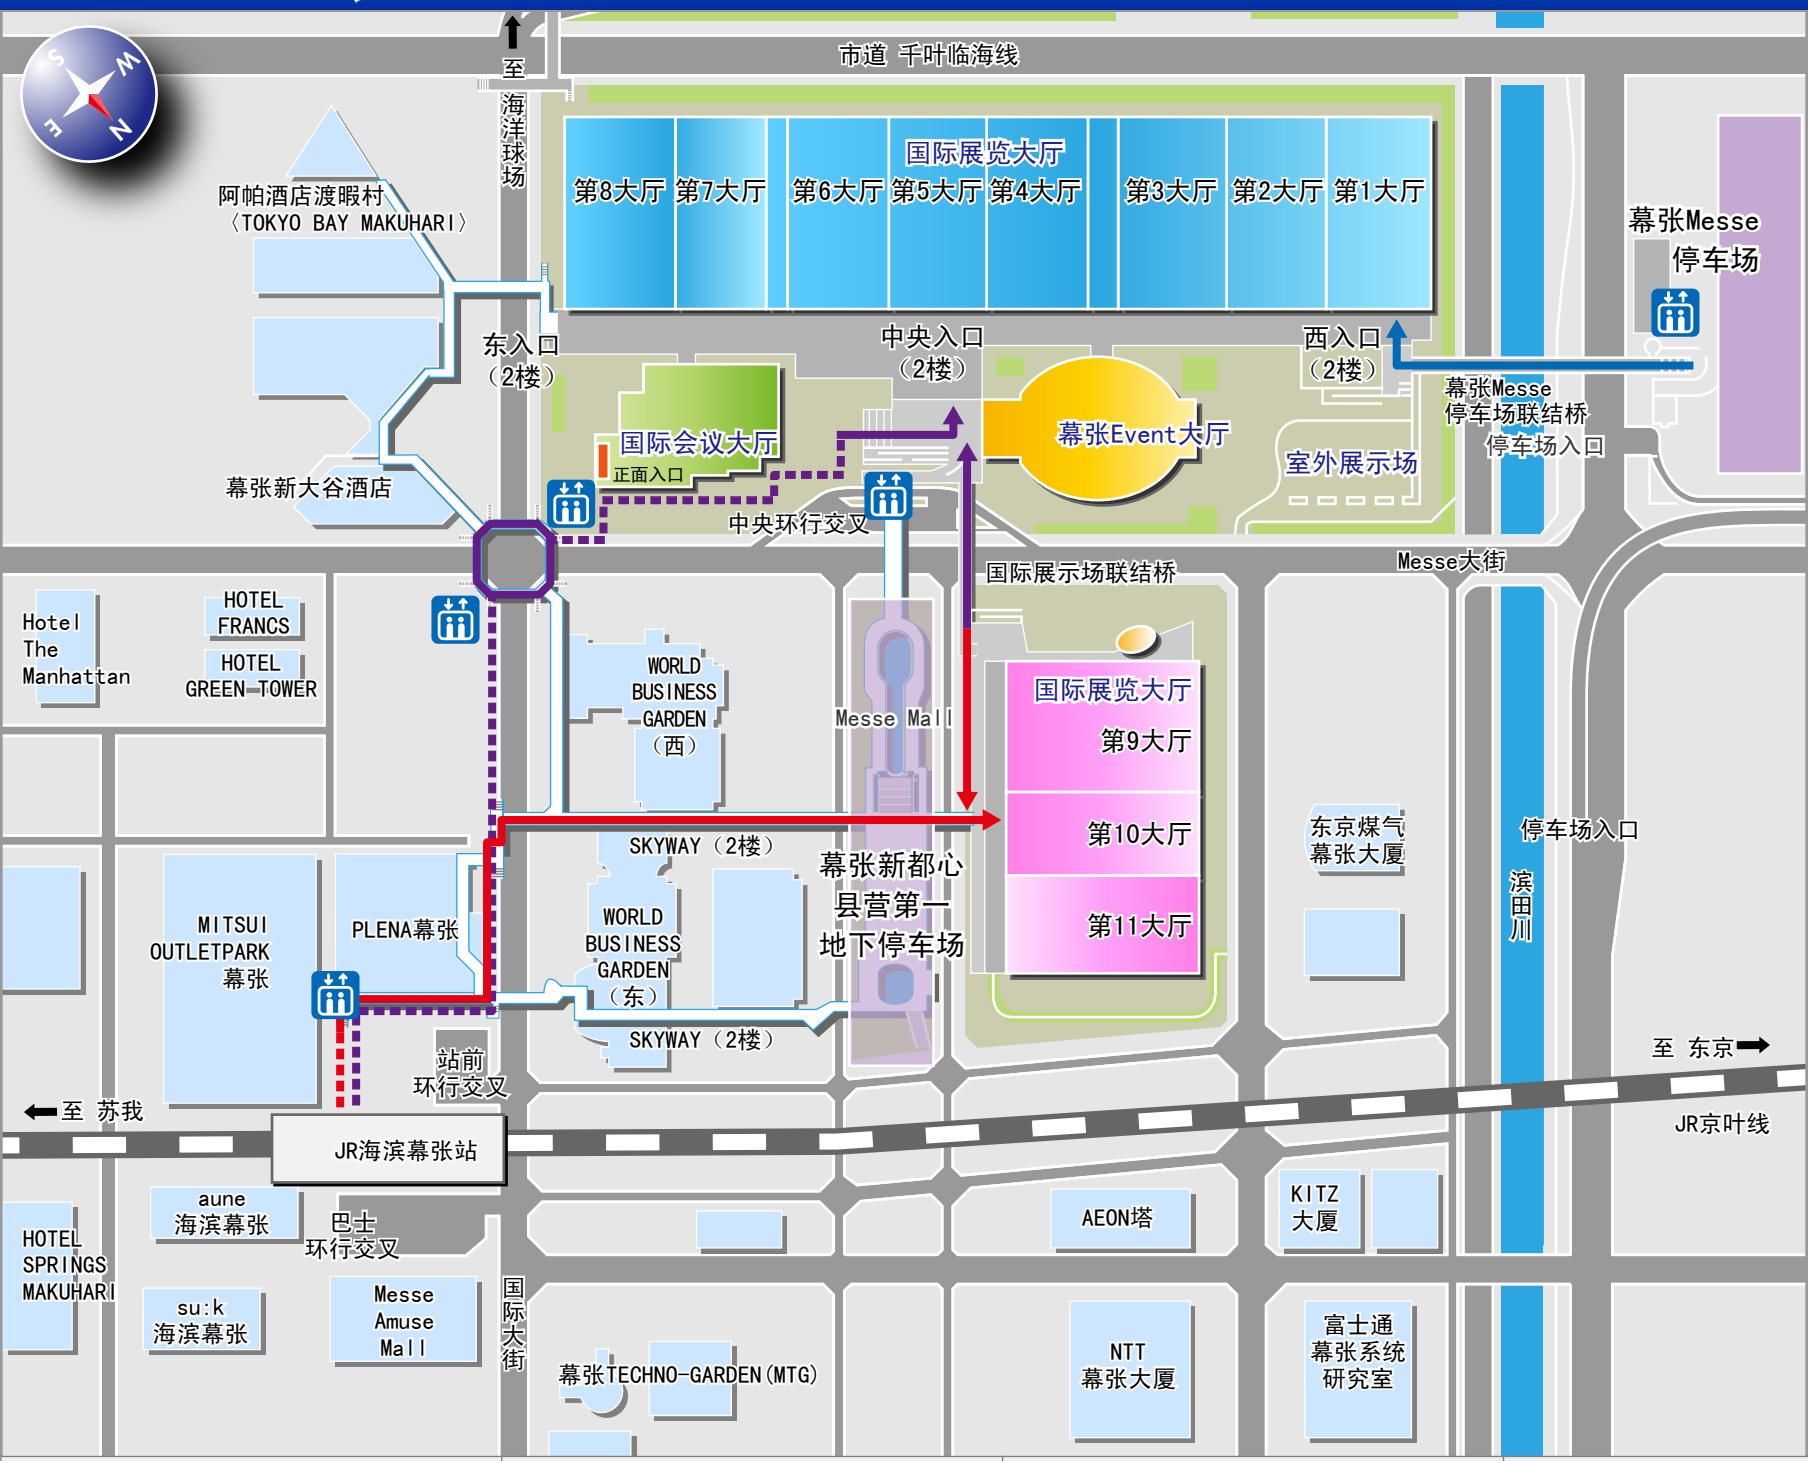 S
W
E
N
至
海洋球场
市道 千叶临海线
国际展览大厅
第8大厅
第7大厅
第6大厅
第5大厅
第4大厅
第3大厅
第2大厅
第1大厅
阿帕酒店渡暇村
〈TOKYO BAY MAKUHARI〉
幕张Messe
停车场
东入口
（2楼）
中央入口
（2楼）
西入口
（2楼）
幕张Messe
停车场联结桥
停车场入口
国际会议大厅
正面入口
幕张Event大厅
室外展示场
幕张新大谷酒店
中央环行交叉
Messe大街
国际展示场联结桥
Hotel
The
Manhattan
HOTEL
FRANCS
HOTEL
GREEN TOWER
WORLD
BUSINESS
GARDEN
（西）
Messe Mall
国际展览大厅
第9大厅
第10大厅
第11大厅
SKYWAY（2楼）
幕张新都心
县营第一
地下停车场
东京煤气
幕张大厦
停车场入口
滨田川
MITSUI
OUTLETPARK
幕张
PLENA幕张
WORLD
BUSINESS
GARDEN
（东）
SKYWAY（2楼）
站前
环行交叉
至 东京
至 苏我
JR海滨幕张站
JR京叶线
aune
海滨幕张
巴士
环行交叉
AEON塔
KITZ
大厦
HOTEL
SPRINGS
MAKUHARI
su:k
海滨幕张
Messe
Amuse
Mall
国际大街
幕张TECHNO-GARDEN(MTG)
NTT
幕张大厦
富士通
幕张系统
研究室